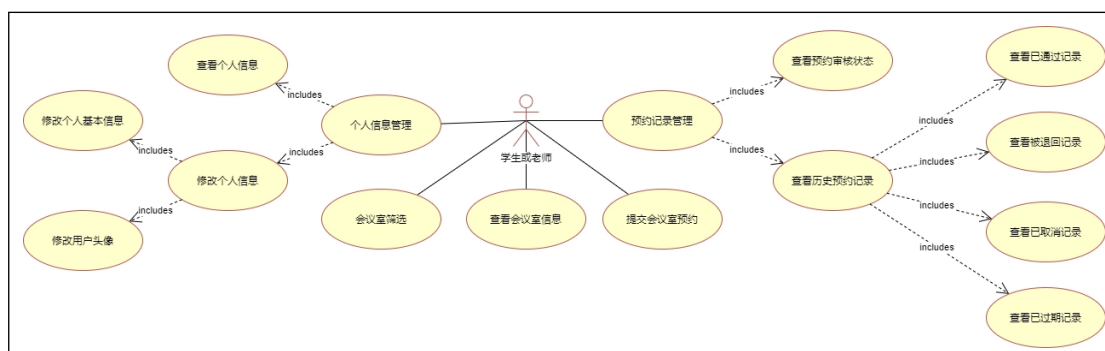 查看个人信息
查看预约审核状态
查看已通过记录
includes
includes
includes
修改个人基本信息
个人信息管理
预约记录管理
includes
includes
includes
includes
学生或老师
查看被退回记录
修改个人信息
查看历史预约记录
includes
includes
会议室筛选
查看会议室信息
提交会议室预约
修改用户头像
查看已取消记录
includes
查看已过期记录